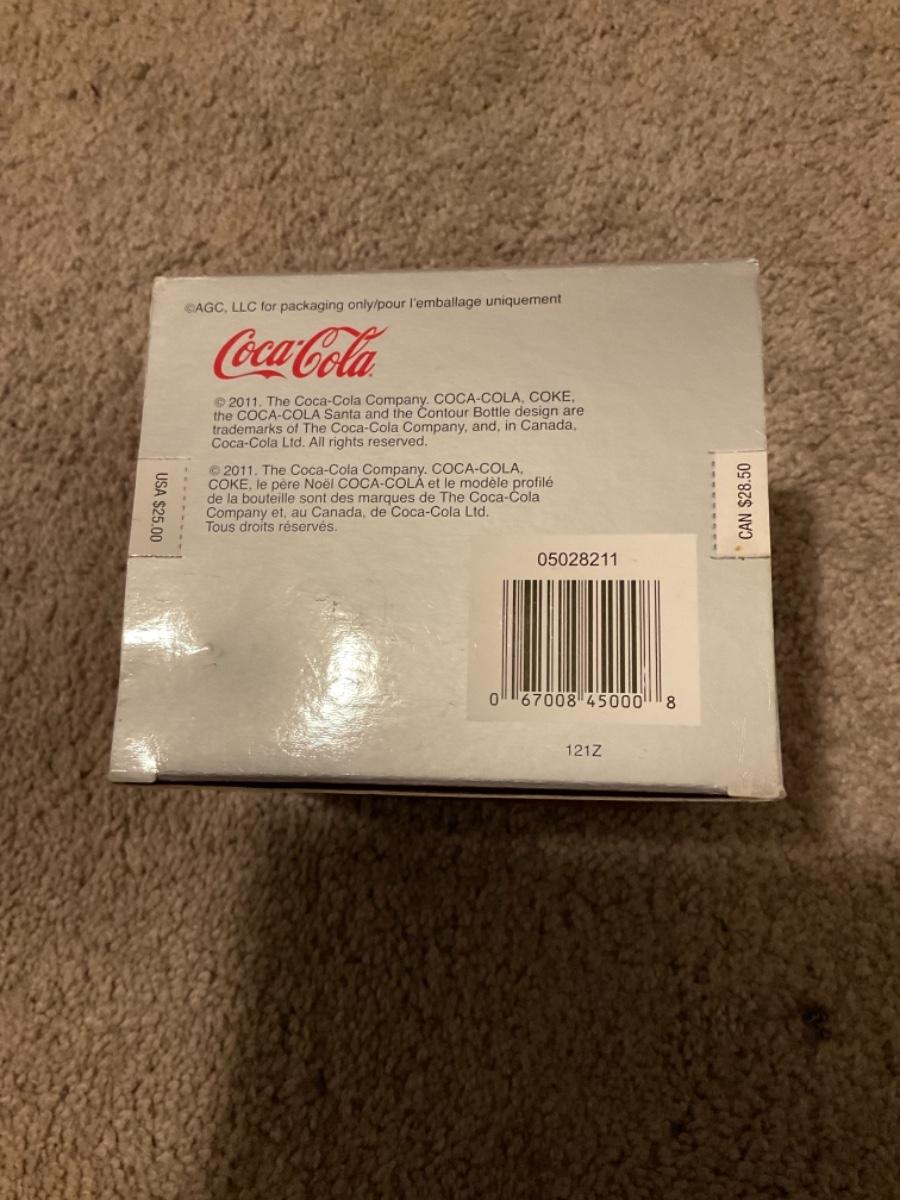 ©AGC, LLC for packaging only/pour l'emballage uniquement
Coca-Cola
© 2011. The Coca-Cola Company. COCA-COLA, COKE,
the COCA-COLA Santa and the Contour Bottle design are
trademarks of The Coca-Cola Company, and, in Canada,
Coca-Cola Ltd. All rights reserved.
© 2011. The Coca-Cola Company. COCA-COLA,
COKE, le père Noël COCA-COLA et le modèle profilé
de la bouteille sont des marques de The Coca-Cola
Company et, au Canada, de Coca-Cola Ltd.
Tous droits réservés.
USA $25.00
CAN $28.50
05028211
0 67008 45000 8
121Z